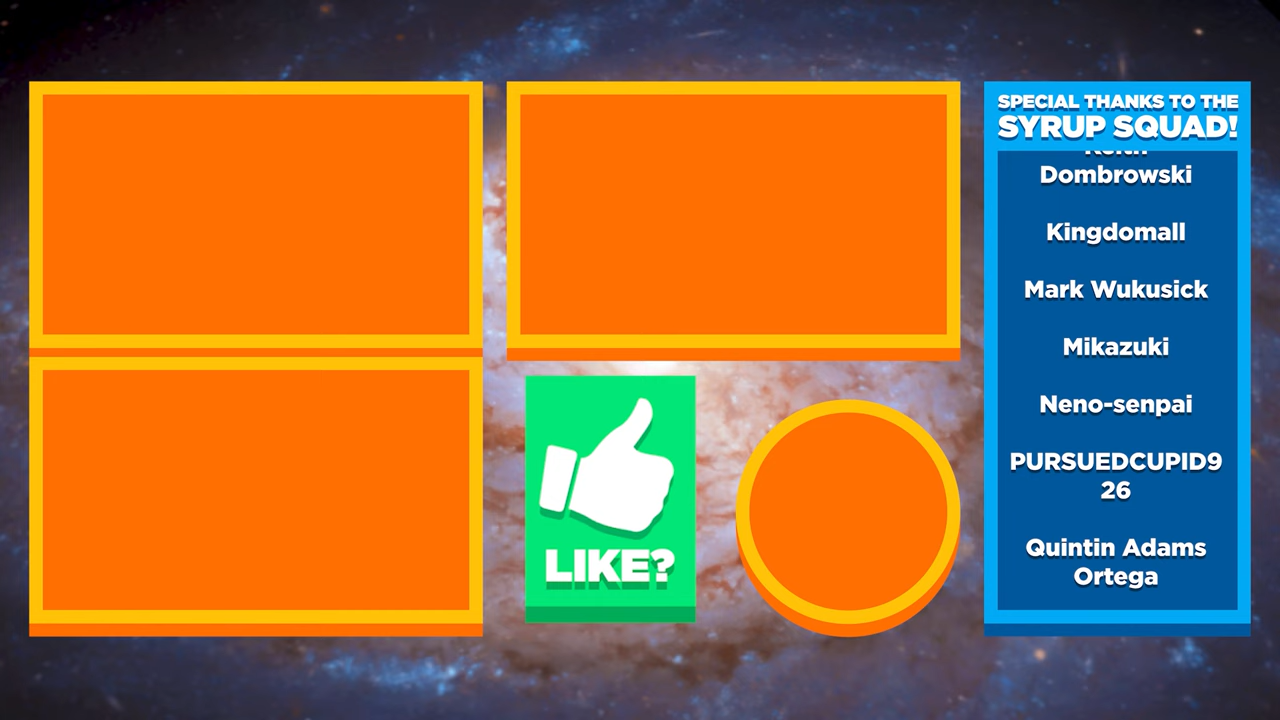 SPECIAL THANKS TO THE
SYRUP SQUAD!
Keith
Dombrowski
Kingdomall
Mark Wukusick
Mikazuki
Neno-senpai
PURSUEDCUPID9
26
Quintin Adams
Ortega
LIKE?